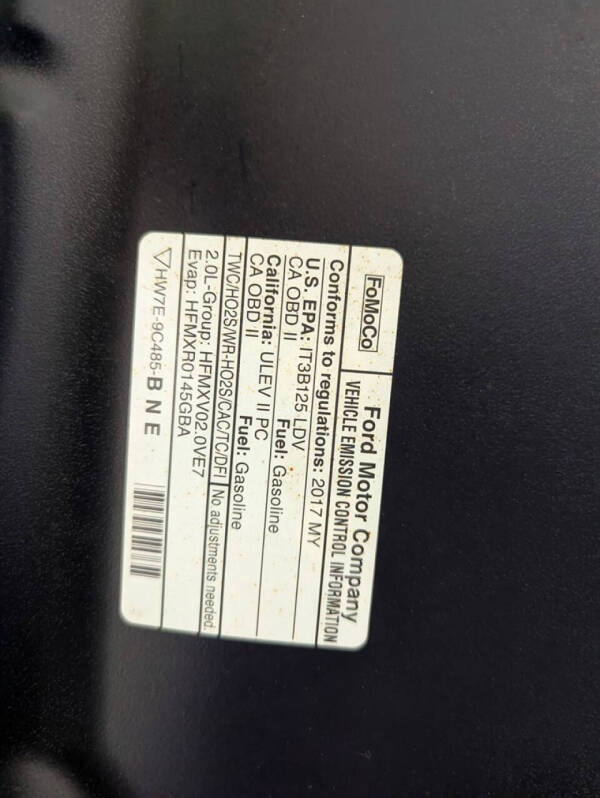 FoMoCo
Ford Motor Company
VEHICLE EMISSION CONTROL INFORMATION
Conforms to regulations: 2017 MY
U.S. EPA: IT3B125 LDV
CA OBD II Fuel: Gasoline
California: ULEV II PC
CA OBD II Fuel: Gasoline
TWC/HO2S/WR-HO2S/CAC/TC/DFI No adjustments needed.
2.0L-Group: HFMXV02.0VE7
Evap: HFMXR0145GBA
▽HW7E-9C485-B N E